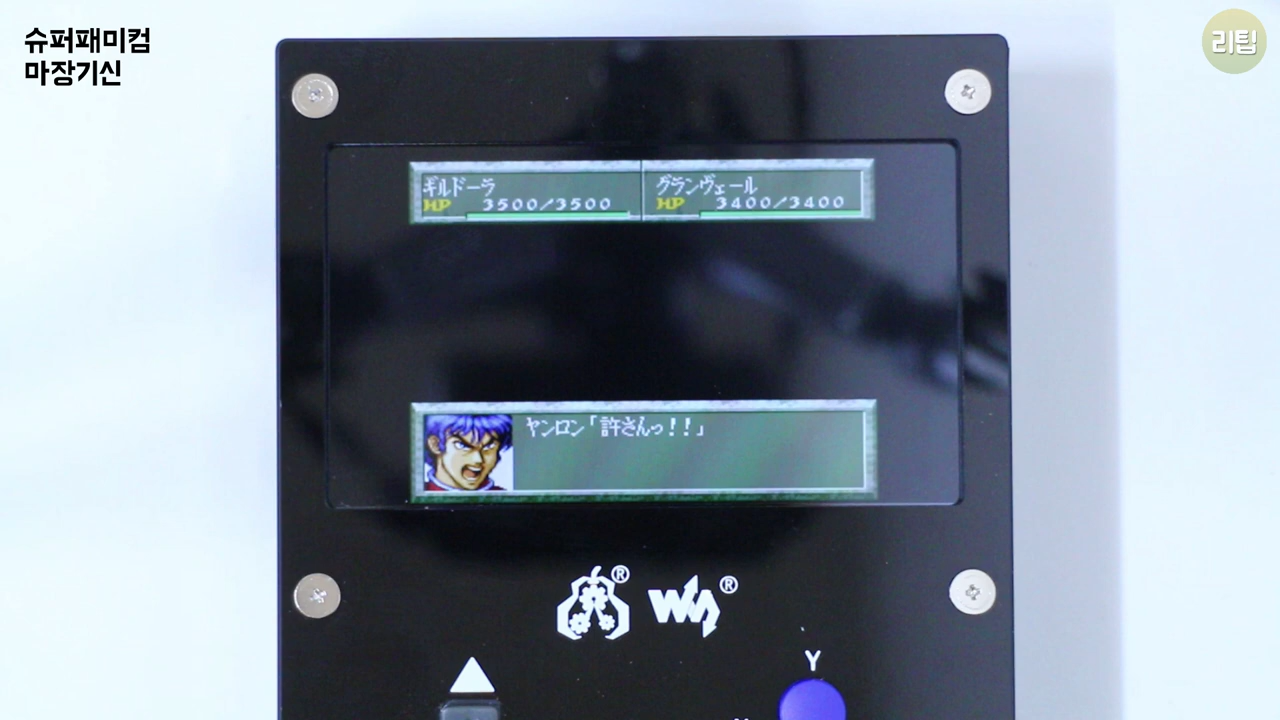 슈퍼패미컴
마장기신
리팁
ギルドーラ
HP 3500/3500
グランヴェール
HP 3400/3400
ヤンロン「許さんっ!!」
®
®
Y